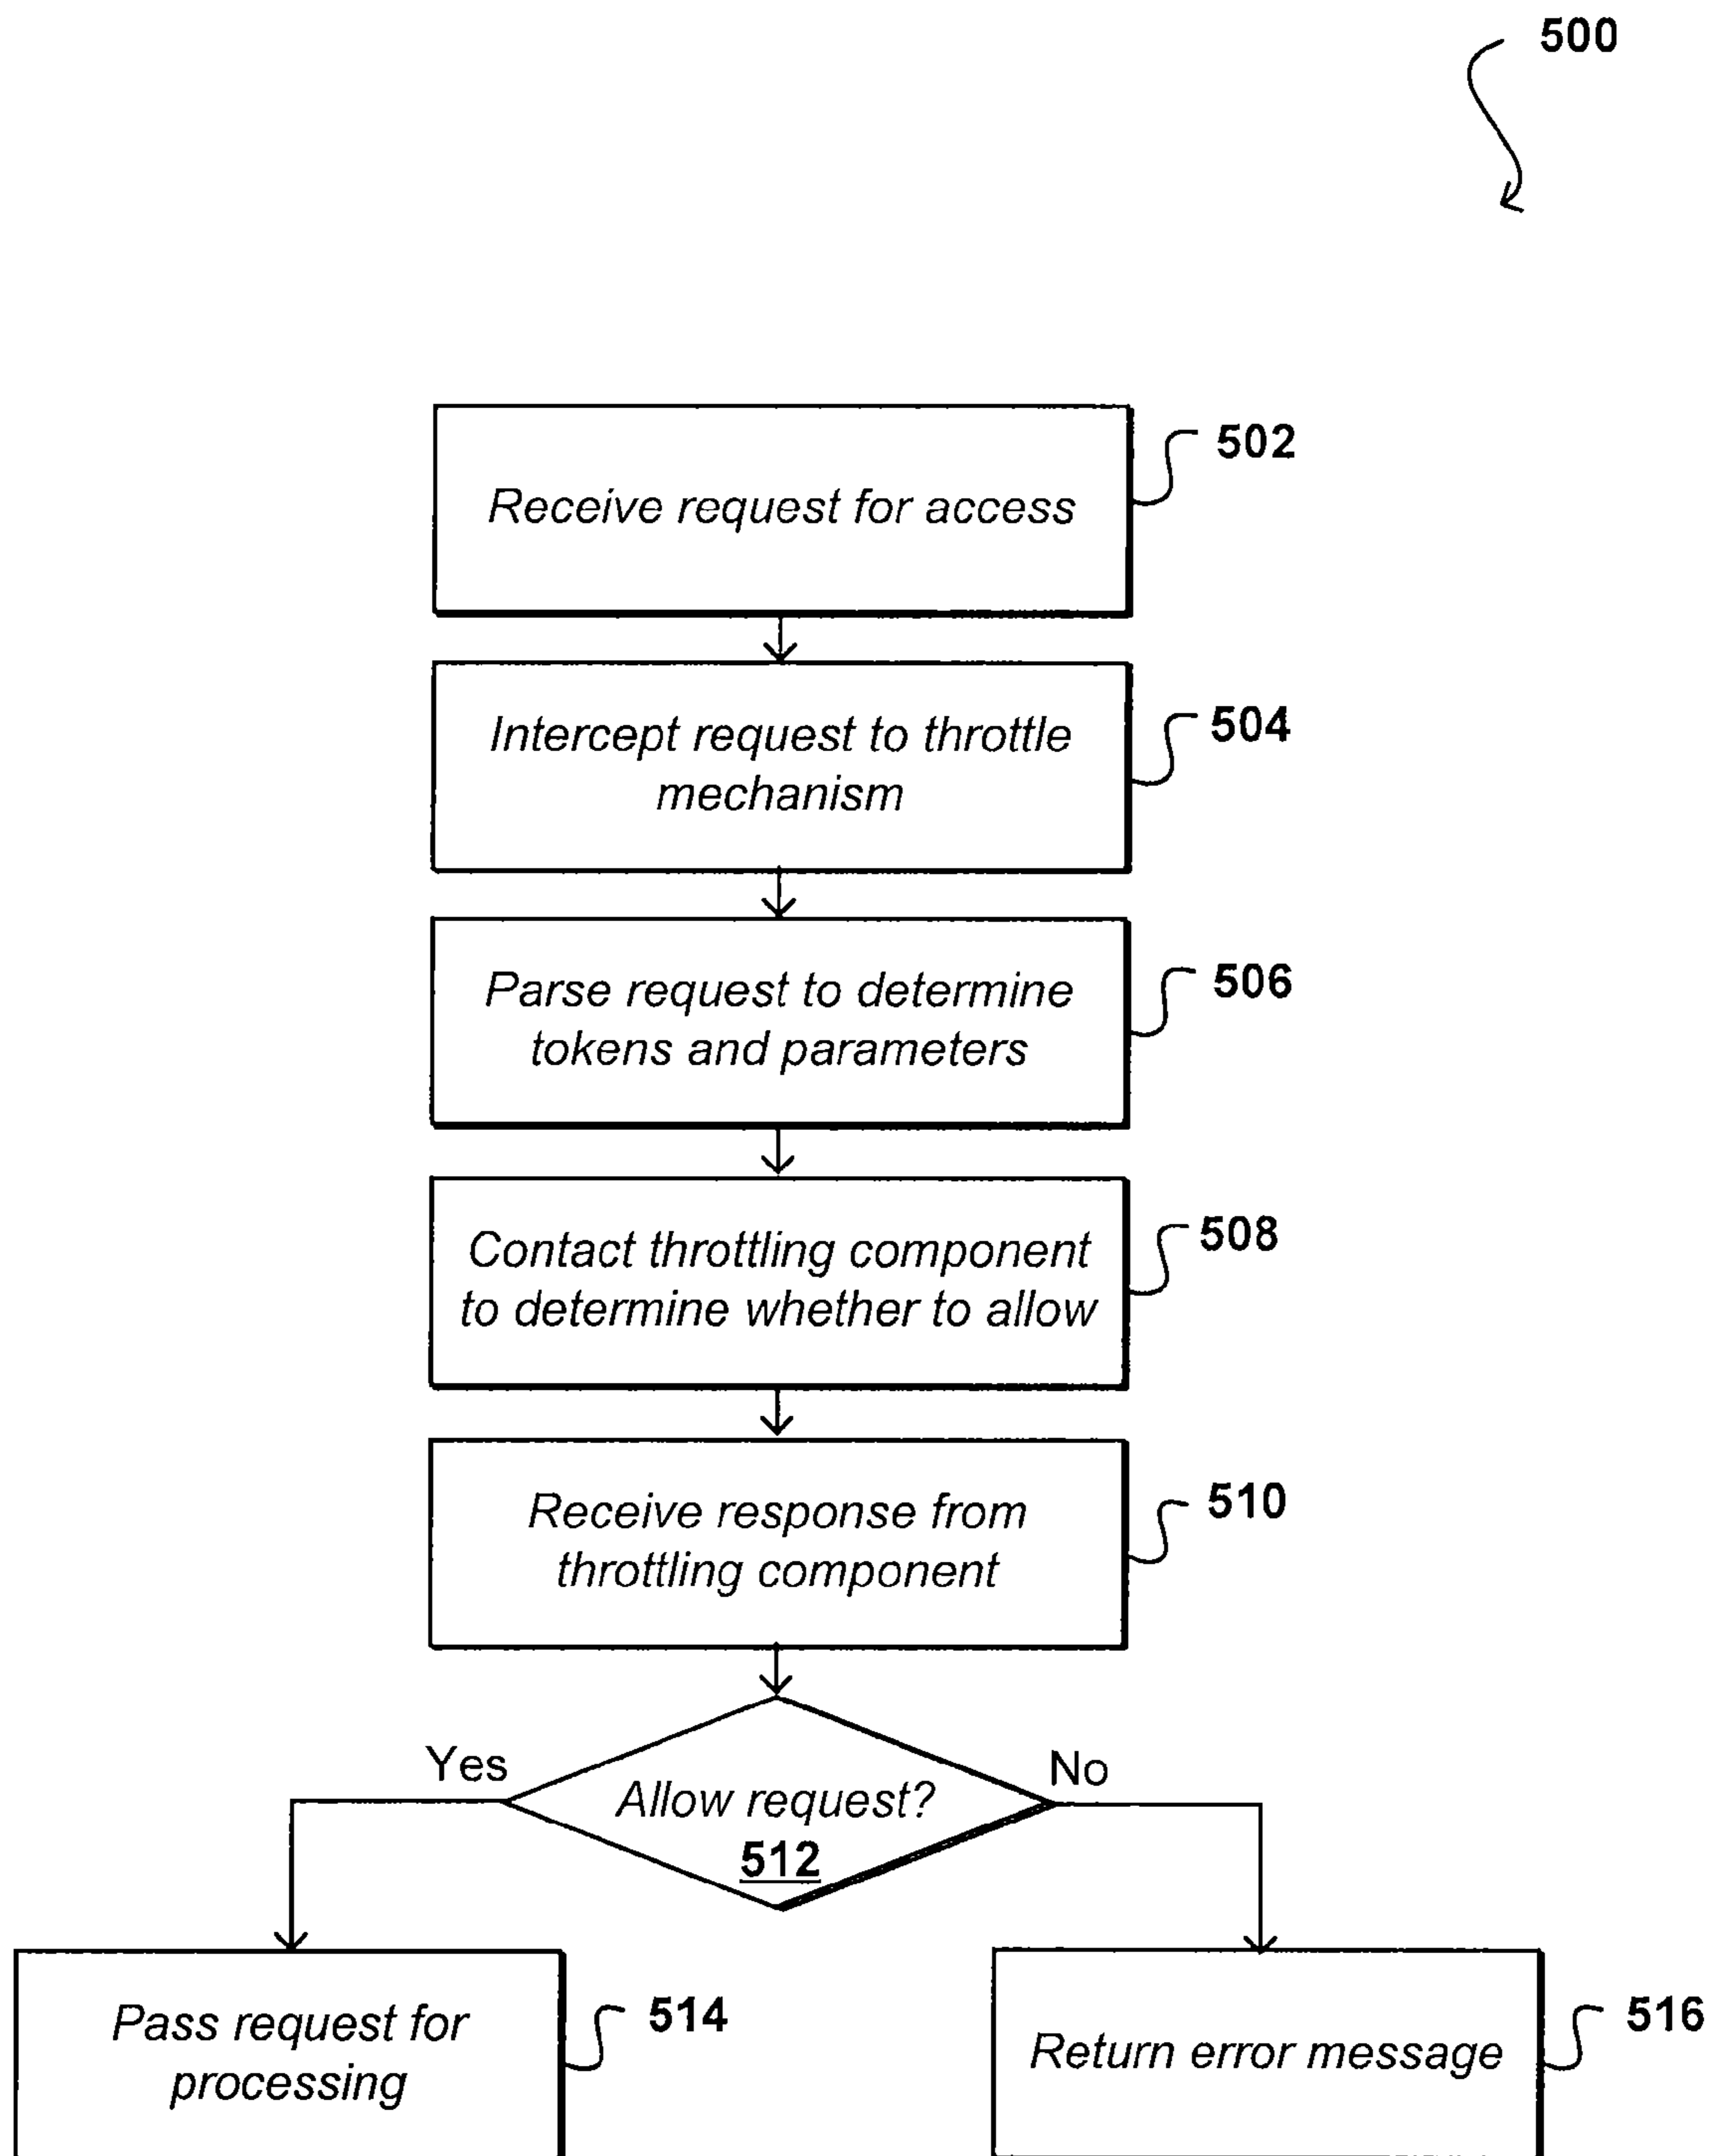 500
Receive request for access
502
Intercept request to throttle
mechanism
504
Parse request to determine
tokens and parameters
506
Contact throttling component
to determine whether to allow
508
Receive response from
throttling component
510
Yes
No
Allow request?
512
Pass request for
processing
514
Return error message
516